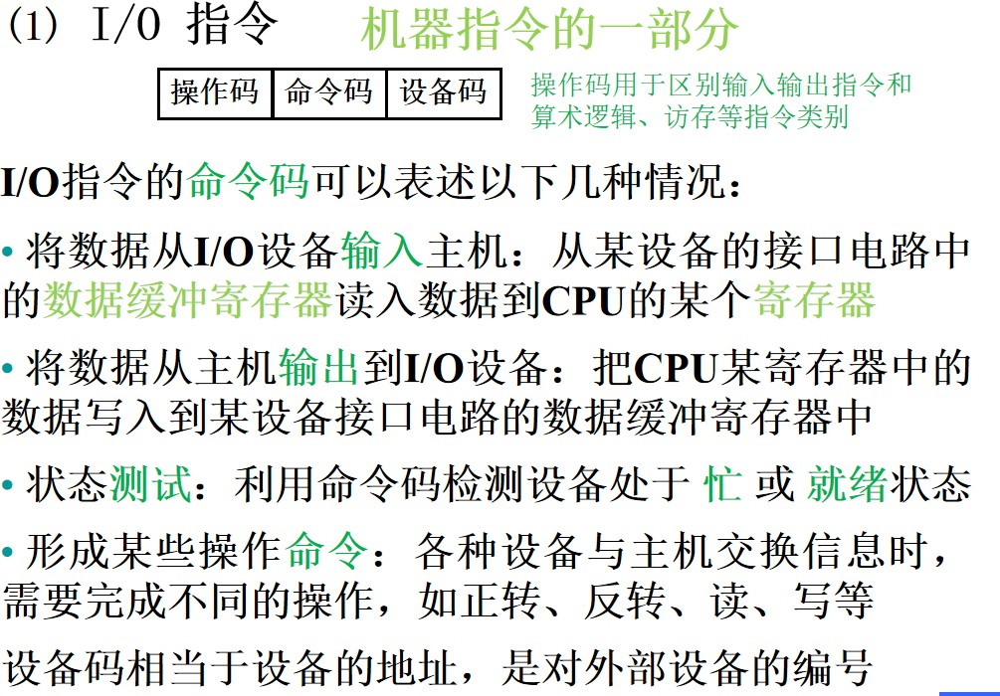 (1) I/O 指令 机器指令的一部分
操作码 命令码 设备码
操作码用于区别输入输出指令和
算术逻辑、访存等指令类别
I/O指令的命令码可以表述以下几种情况：
• 将数据从I/O设备输入主机：从某设备的接口电路中
的数据缓冲寄存器读入数据到CPU的某个寄存器
• 将数据从主机输出到I/O设备：把CPU某寄存器中的
数据写入到某设备接口电路的数据缓冲寄存器中
• 状态测试：利用命令码检测设备处于 忙 或 就绪状态
• 形成某些操作命令：各种设备与主机交换信息时，
需要完成不同的操作，如正转、反转、读、写等
设备码相当于设备的地址，是对外部设备的编号